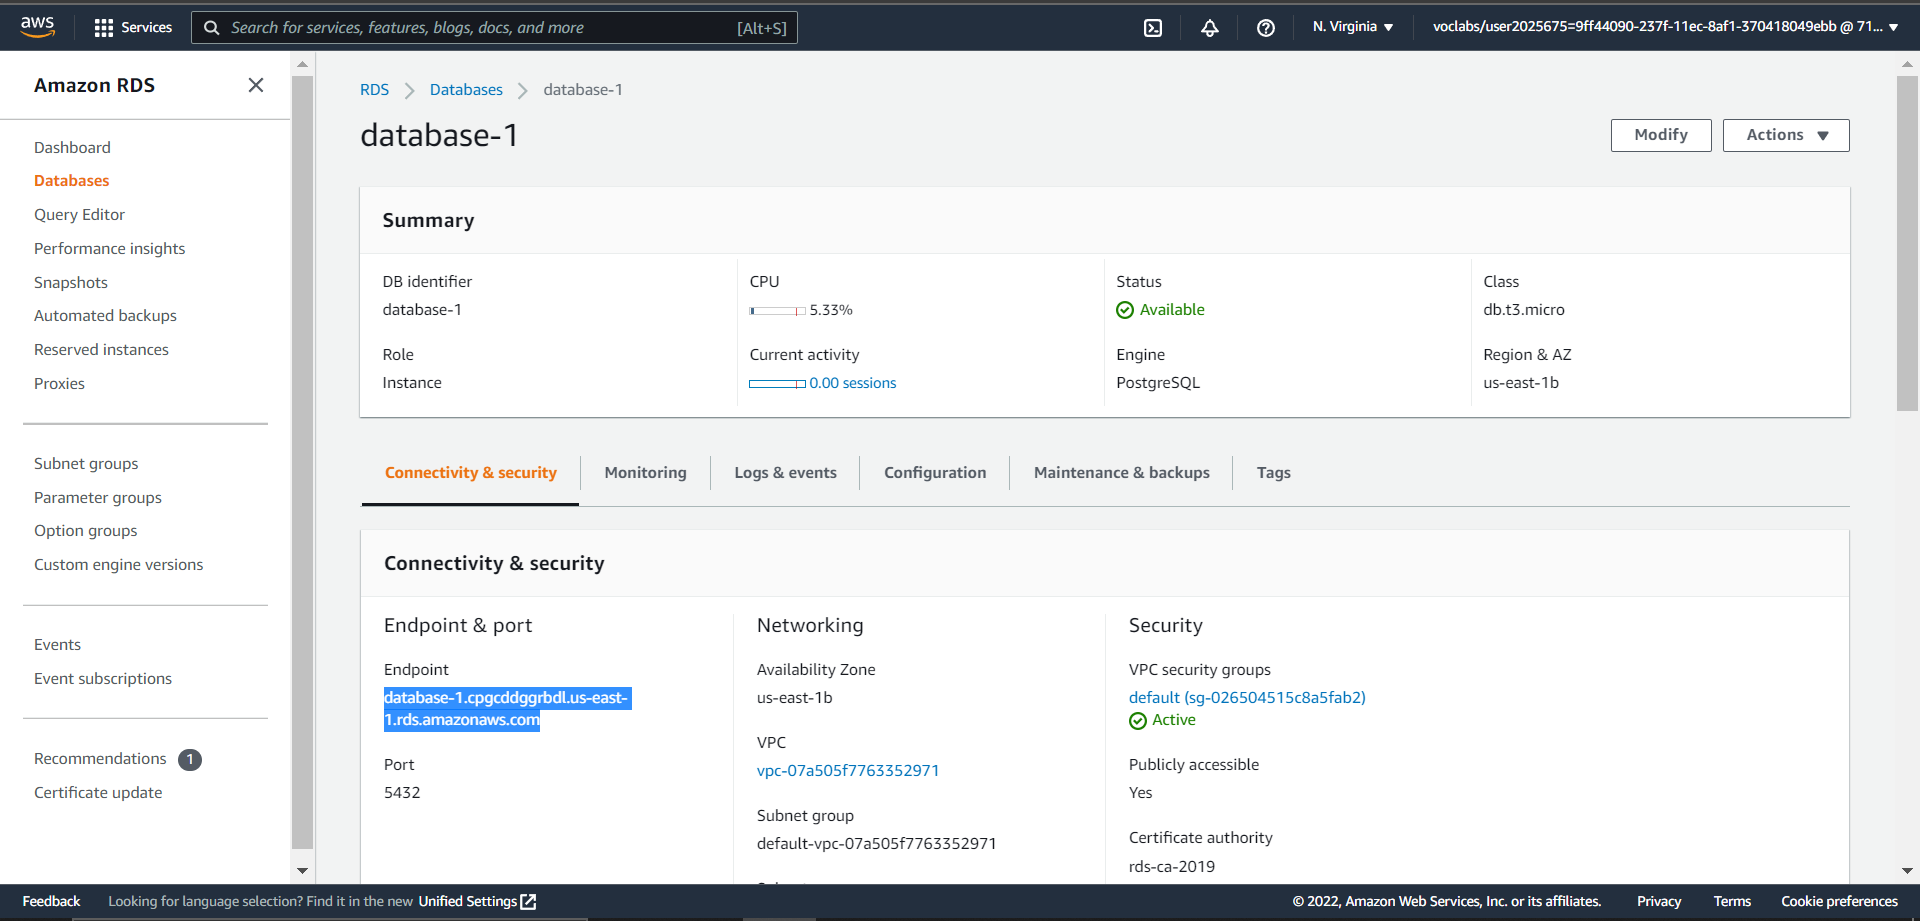 aws
Services
Search for services, features, blogs, docs, and more
[Alt+S]
N. Virginia
voclabs/user2025675=9ff44090-237f-11ec-8af1-370418049ebb @ 71...
Amazon RDS
Dashboard
Databases
Query Editor
Performance insights
Snapshots
Automated backups
Reserved instances
Proxies
Subnet groups
Parameter groups
Option groups
Custom engine versions
Events
Event subscriptions
Recommendations 1
Certificate update
RDS
Databases
database-1
database-1
Modify
Actions
Summary
DB identifier
database-1
CPU
5.33%
Status
Available
Class
db.t3.micro
Role
Instance
Current activity
0.00 sessions
Engine
PostgreSQL
Region & AZ
us-east-1b
Connectivity & security
Monitoring
Logs & events
Configuration
Maintenance & backups
Tags
Connectivity & security
Endpoint & port
Endpoint
database-1.cpgcddggrbdl.us-east-
1.rds.amazonaws.com
Port
5432
Networking
Availability Zone
us-east-1b
VPC
vpc-07a505f7763352971
Subnet group
default-vpc-07a505f7763352971
Security
VPC security groups
default (sg-026504515c8a5fab2)
Active
Publicly accessible
Yes
Certificate authority
rds-ca-2019
Feedback
Looking for language selection? Find it in the new Unified Settings
© 2022, Amazon Web Services, Inc. or its affiliates.
Privacy
Terms
Cookie preferences